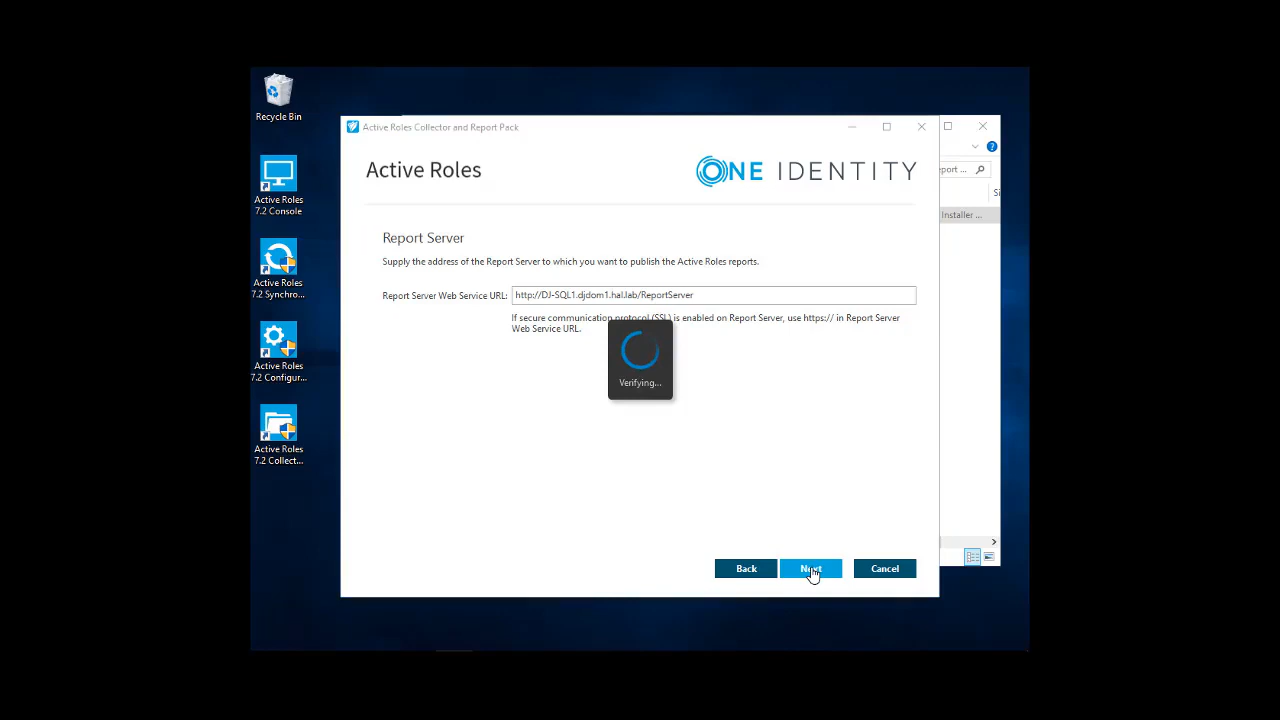 Recycle Bin
Active Roles
7.2 Console
Active Roles
7.2 Synchro...
Active Roles
7.2 Configur...
Active Roles
7.2 Collect...
Active Roles Collector and Report Pack
Active Roles
ONE IDENTITY
Report Server
Supply the address of the Report Server to which you want to publish the Active Roles reports.
Report Server Web Service URL:
http://DJ-SQL1.djdom1.hal.lab/ReportServer
If secure communication protocol (SSL) is enabled on Report Server, use https:// in Report Server
Web Service URL.
Verifying...
Back
Next
Cancel
?
eport ...
Si
Installer ...